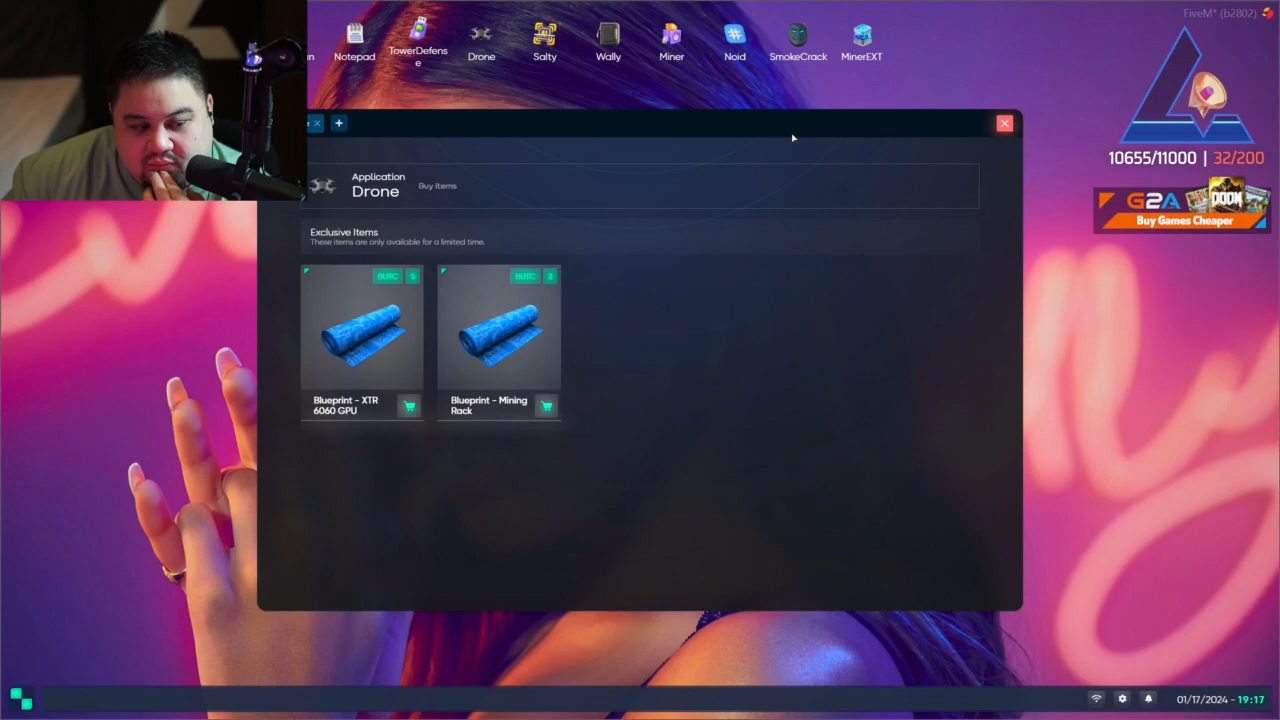 FiveM* (b2802)
Notepad
TowerDefens
e
Drone
Salty
Wally
Miner
Noid
SmokeCrack
MinerEXT
10655/11000 | 32/200
G2A
DOOM
Buy Games Cheaper
Application
Drone
Buy items
Exclusive Items
These items are only available for a limited time.
BUTC 5
BUTC 3
Blueprint - XTR
6060 GPU
Blueprint - Mining
Rack
01/17/2024 - 19:17